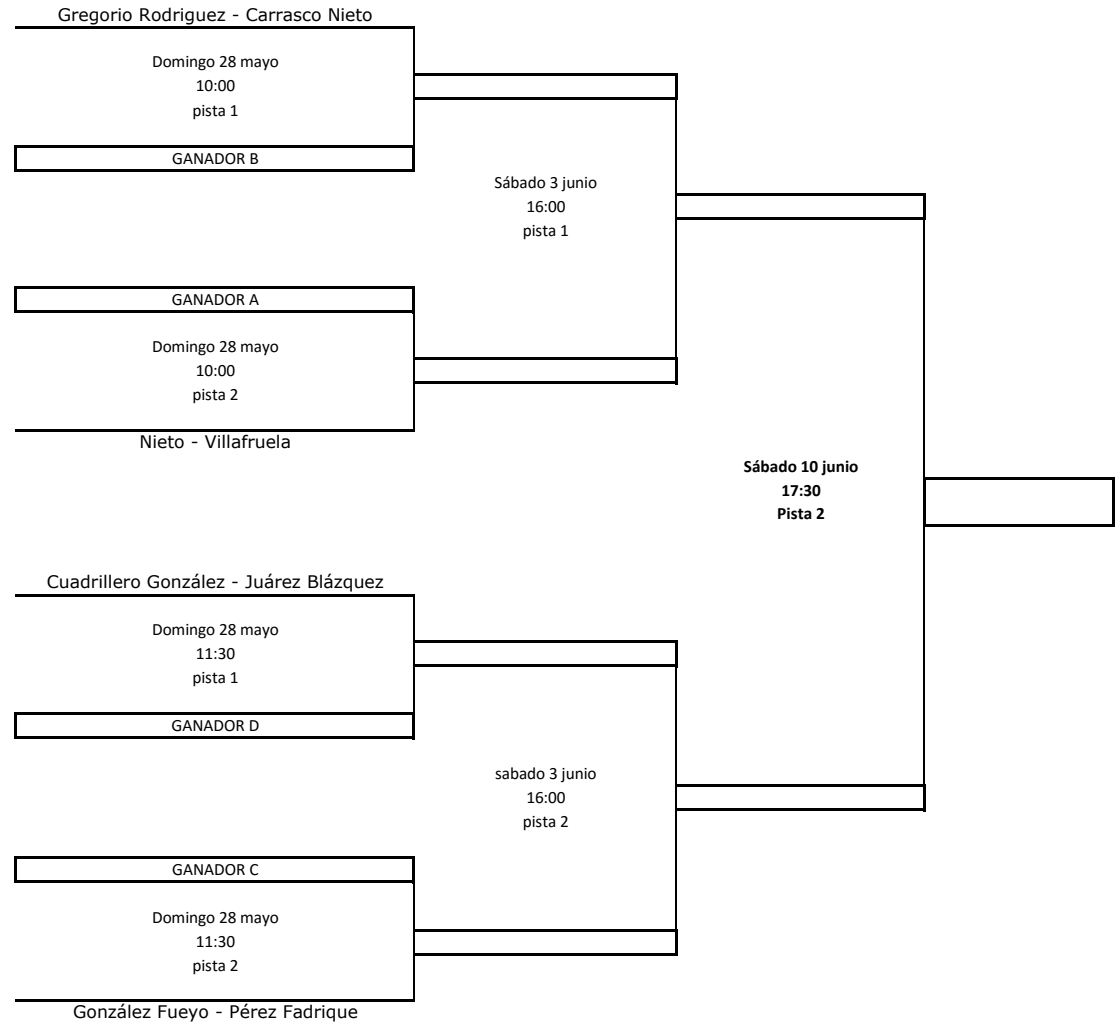 Gregorio Rodriguez - Carrasco Nieto
Domingo 28 mayo
10:00
pista 1
GANADOR B
Sábado 3 junio
16:00
pista 1
GANADOR A
Domingo 28 mayo
10:00
pista 2
Nieto - Villafruela
Sábado 10 junio
17:30
Pista 2
Cuadrillero González - Juárez Blázquez
Domingo 28 mayo
11:30
pista 1
GANADOR D
sabado 3 junio
16:00
pista 2
GANADOR C
Domingo 28 mayo
11:30
pista 2
González Fueyo - Pérez Fadrique